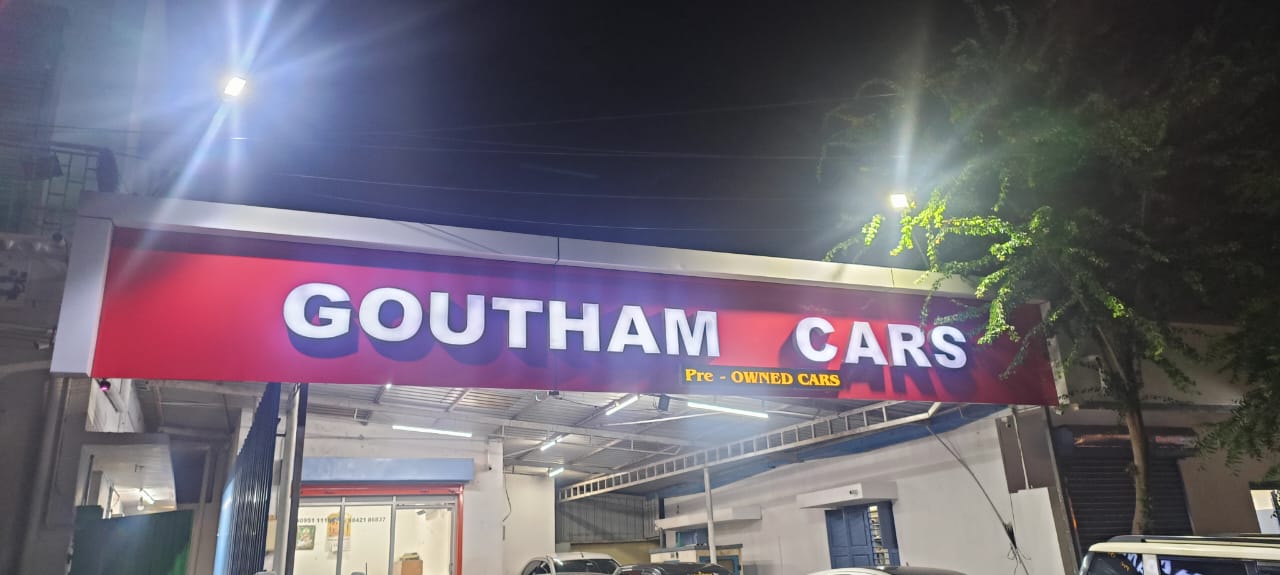 GOUTHAM CARS
Pre - OWNED CARS